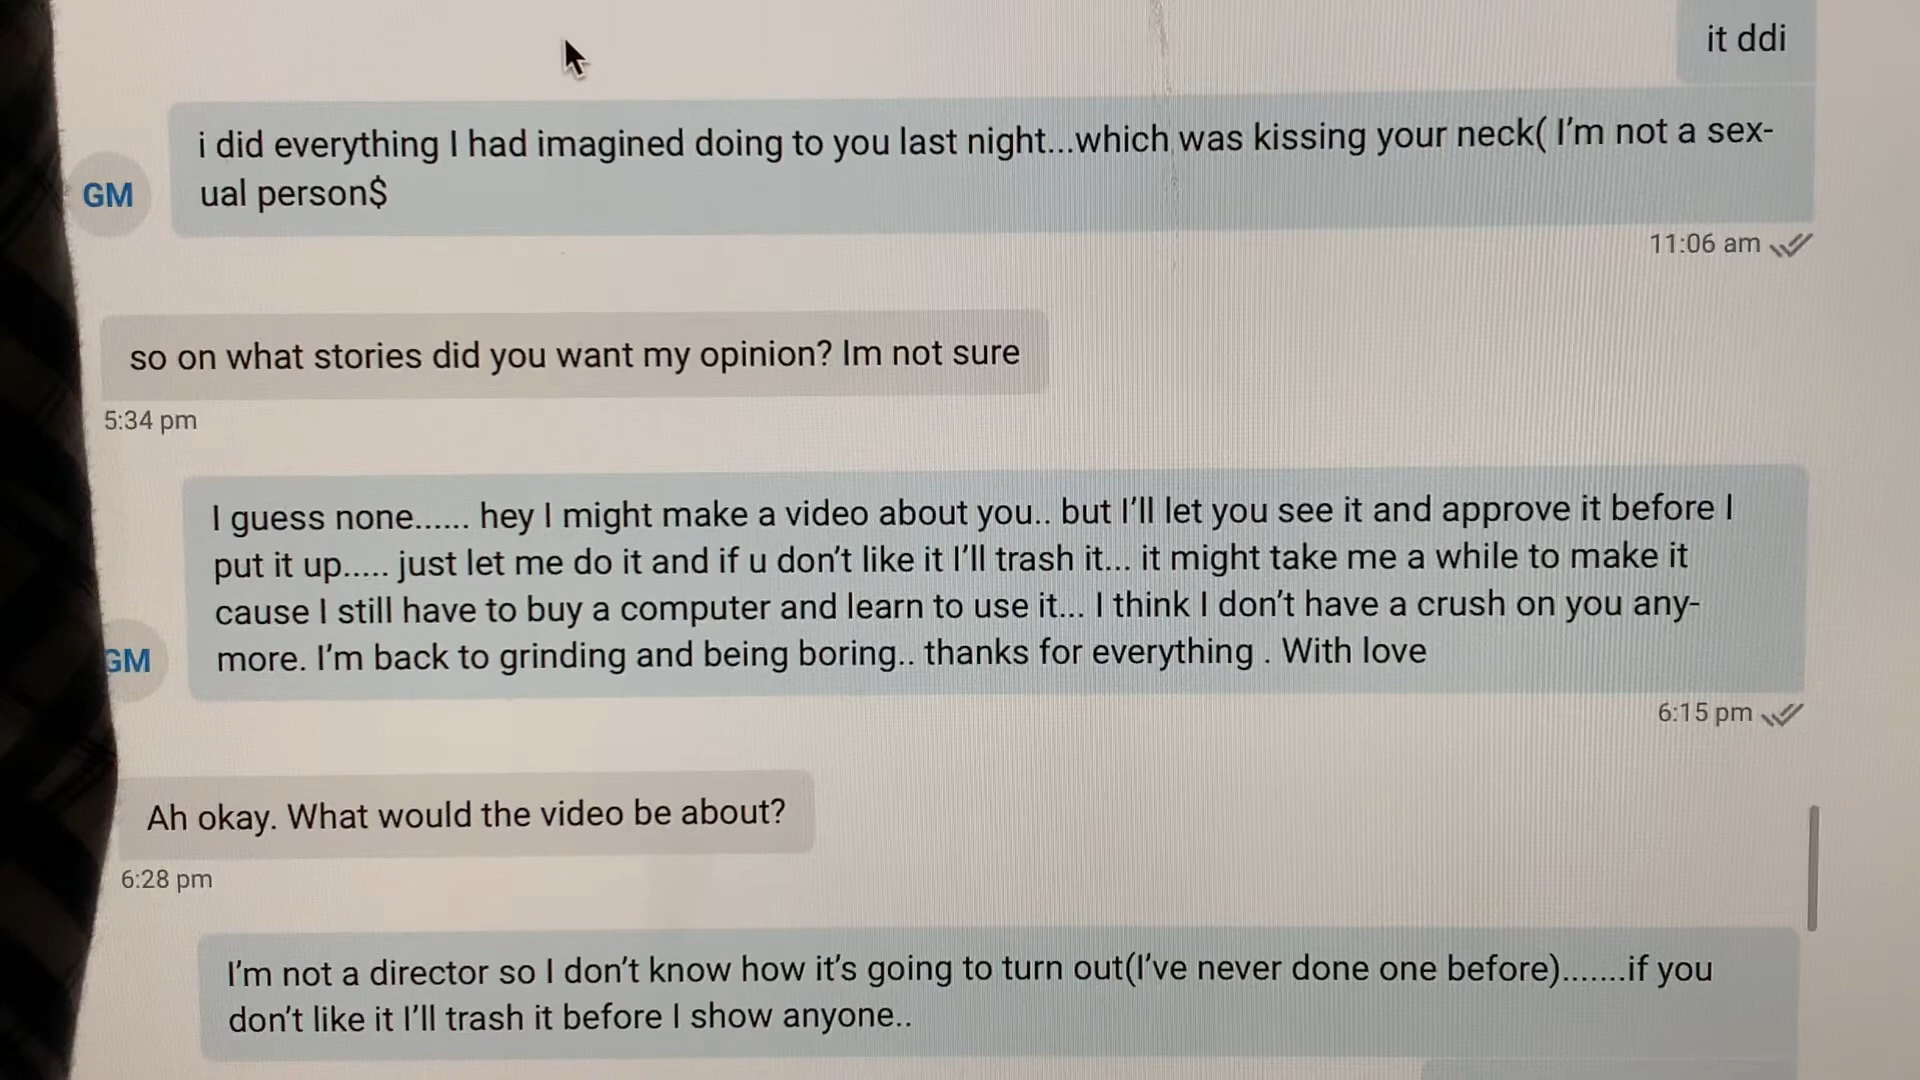 it ddi
i did everything I had imagined doing to you last night...which was kissing your neck( I'm not a sex-
ual person$
GM
11:06 am
so on what stories did you want my opinion? Im not sure
5:34 pm
I guess none...... hey I might make a video about you.. but I'll let you see it and approve it before I
put it up..... just let me do it and if u don't like it I'll trash it... it might take me a while to make it
cause I still have to buy a computer and learn to use it... I think I don't have a crush on you any-
more. I'm back to grinding and being boring.. thanks for everything . With love
GM
6:15 pm
Ah okay. What would the video be about?
6:28 pm
I'm not a director so I don't know how it's going to turn out(I've never done one before).......if you
don't like it I'll trash it before I show anyone..